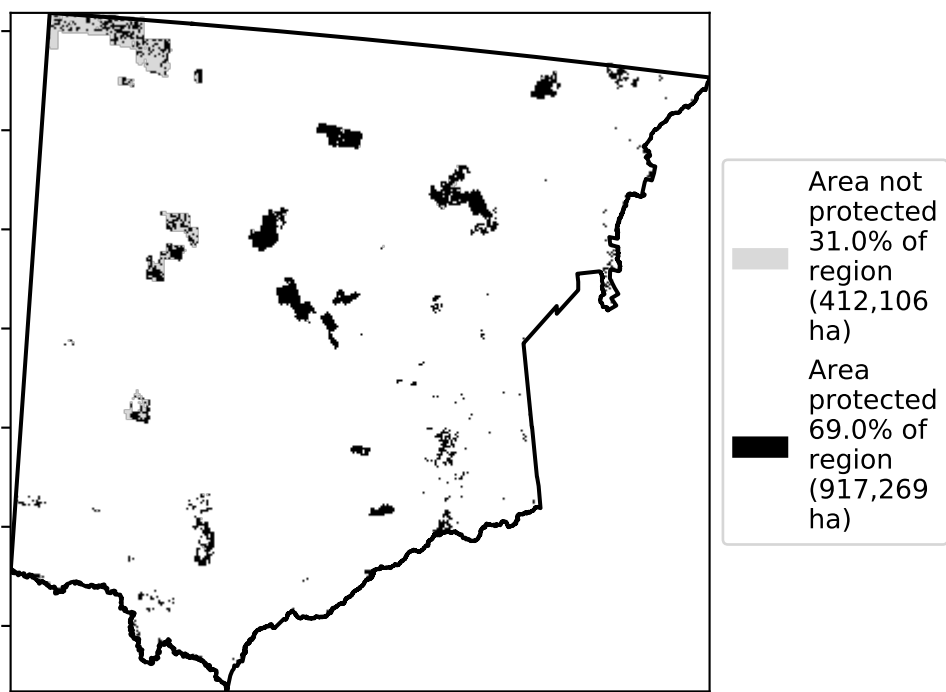 Area not
protected
31.0% of
region
(412,106
ha)
Area
protected
69.0% of
region
(917,269
ha)